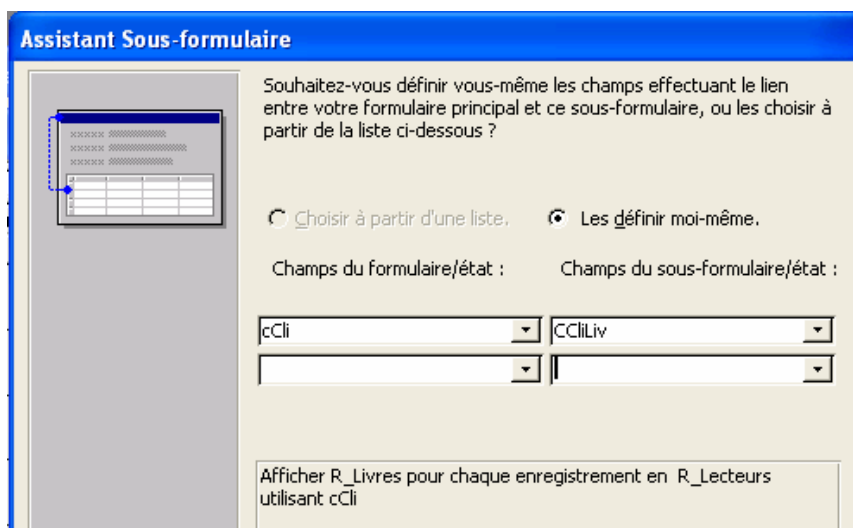 Assistant Sous-formulaire
Souhaitez-vous définir vous-même les champs effectuant le lien
entre votre formulaire principal et ce sous-formulaire, ou les choisir à
partir de la liste ci-dessous ?
Choisir à partir d'une liste. Les définir moi-même.
Champs du formulaire/état : Champs du sous-formulaire/état :
cCli CCliLiv
Afficher R_Livres pour chaque enregistrement en R_Lecteurs
utilisant cCli